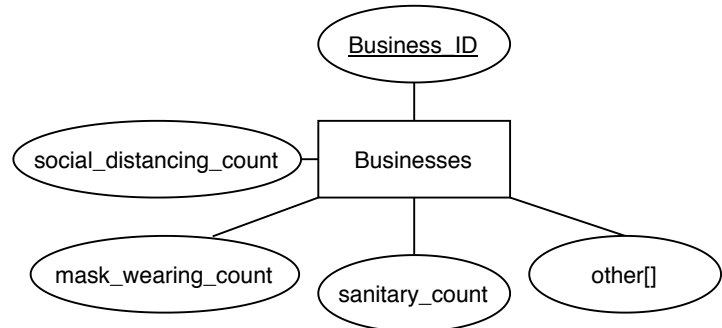 Business_ID
social_distancing_count
Businesses
mask_wearing_count
sanitary_count
other[]